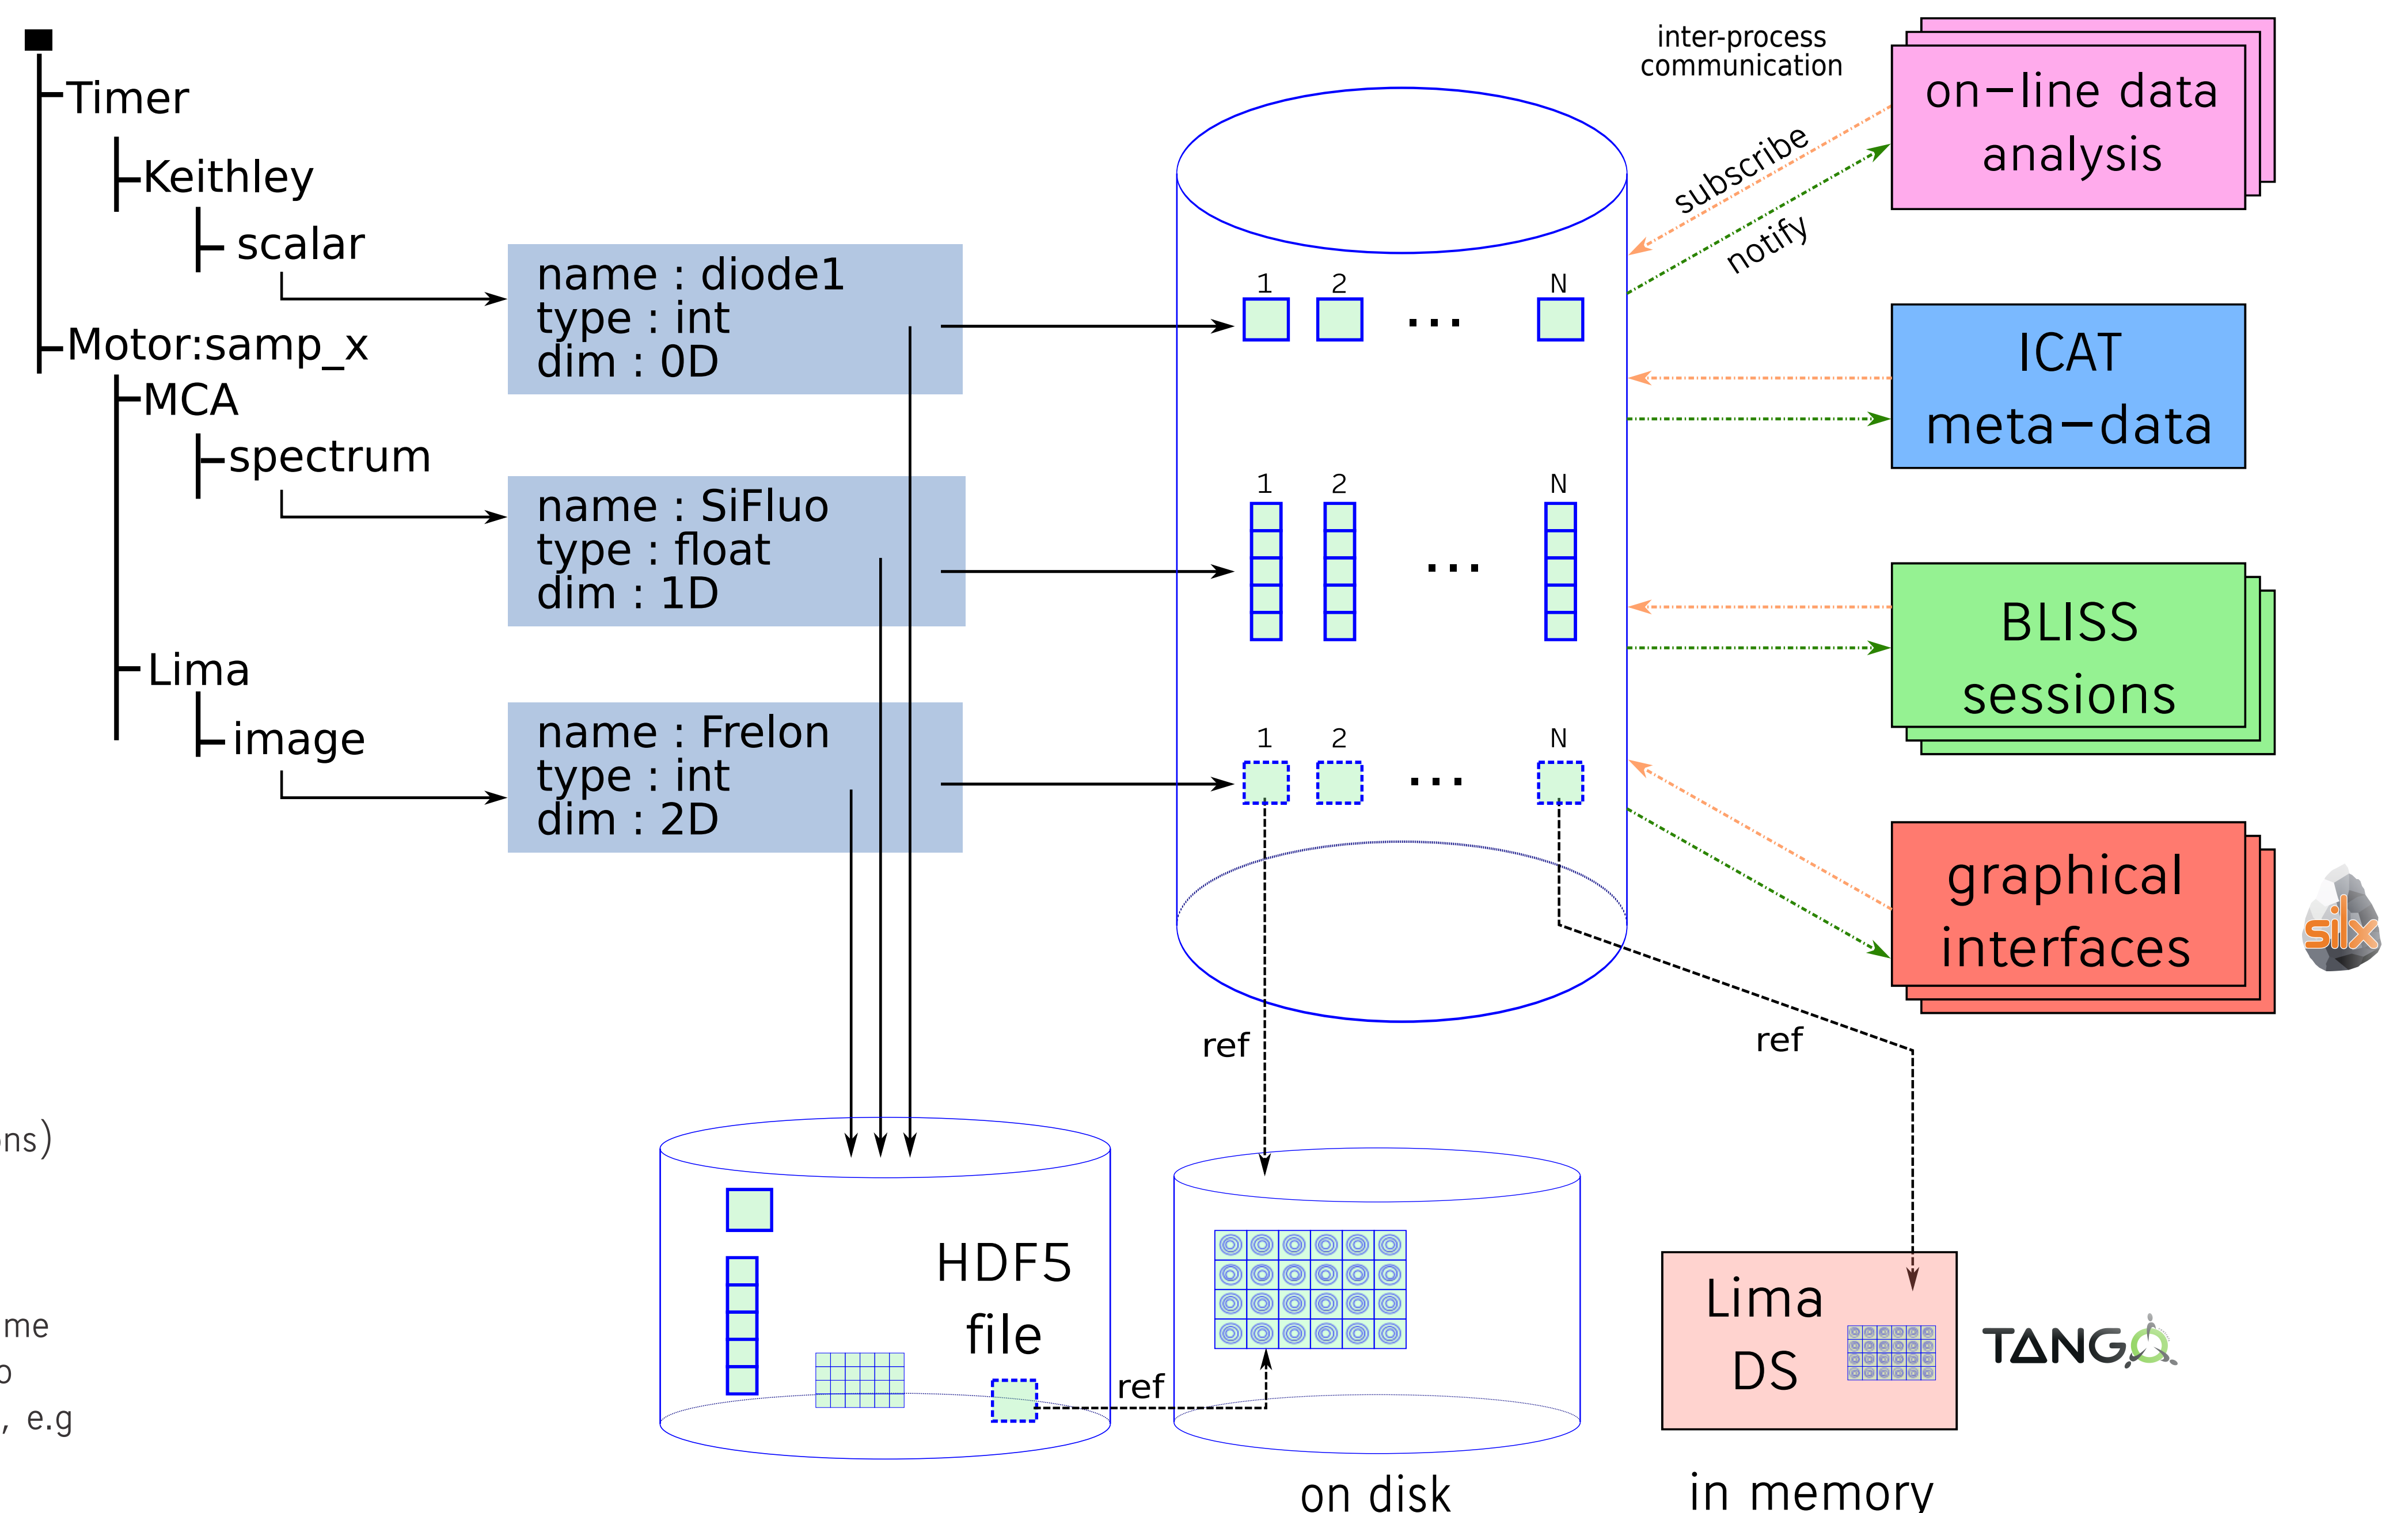 Timer
Keithley
scalar
Motor:samp_x
MCA
spectrum
Lima
image
name : diode1
type : int
dim : 0D
name : SiFluo
type : float
dim : 1D
name : Frelon
type : int
dim : 2D
1 2 ... N
1 2 ... N
1 2 ... N
inter-process
communication
subscribe
notify
on-line data
analysis
ICAT
meta-data
BLISS
sessions
graphical
interfaces
silx
ref
ref
ns)
me
o
, e.g
HDF5
file
ref
on disk
Lima
DS
TANGO
in memory